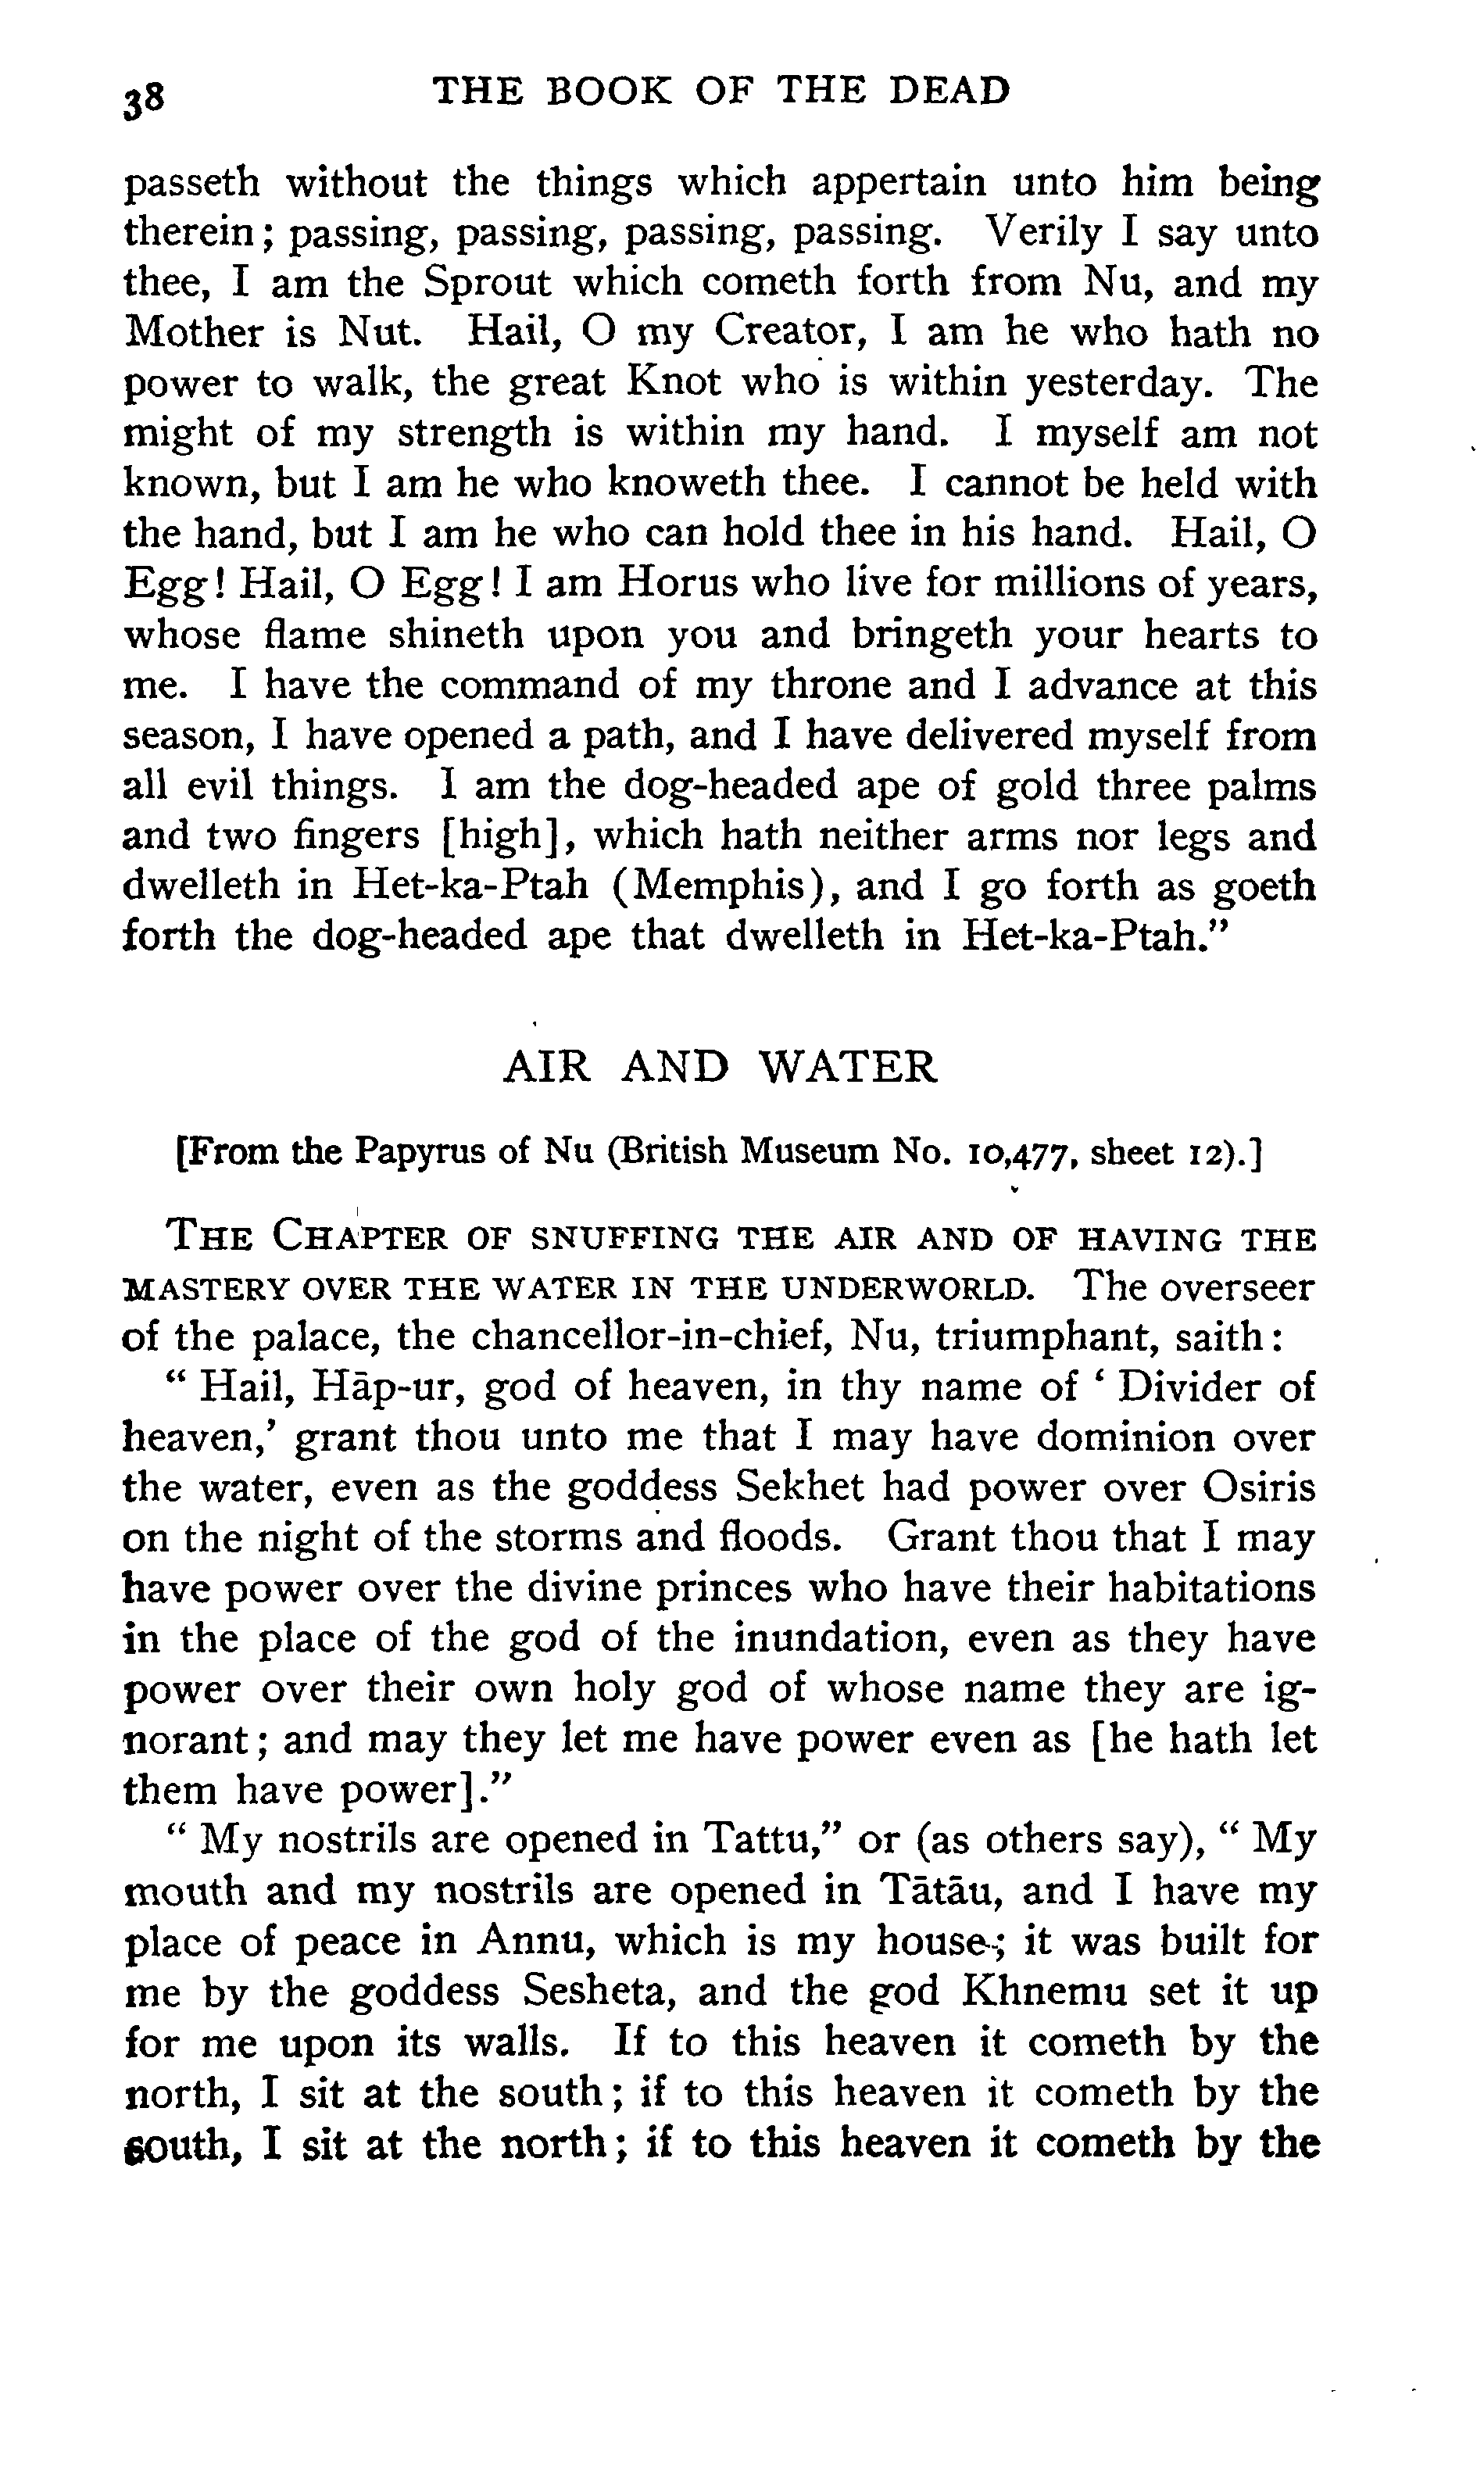 38 THE BOOK OF THE DEAD
passeth without the things which appertain unto him being
therein; passing, passing, passing, passing. Verily I say unto
thee, I am the Sprout which cometh forth from Nu, and my
Mother is Nut. Hail, O my Creator, I am he who hath no
power to walk, the great Knot who is within yesterday. The
might of my strength is within my hand. I myself am not
known, but I am he who knoweth thee. I cannot be held with
the hand, but I am he who can hold thee in his hand. Hail, O
Egg! Hail, O Egg! I am Horus who live for millions of years,
whose flame shineth upon you and bringeth your hearts to
me. I have the command of my throne and I advance at this
season, I have opened a path, and I have delivered myself from
all evil things. I am the dog-headed ape of gold three palms
and two fingers [high], which hath neither arms nor legs and
dwelleth in Het-ka-Ptah (Memphis), and I go forth as goeth
forth the dog-headed ape that dwelleth in Het-ka-Ptah.”
AIR AND WATER
[From the Papyrus of Nu (British Museum No. 10,477, sheet 12).]
THE CHAPTER OF SNUFFING THE AIR AND OF HAVING THE
MASTERY OVER THE WATER IN THE UNDERWORLD. The overseer
of the palace, the chancellor-in-chief, Nu, triumphant, saith:
“ Hail, Hāp-ur, god of heaven, in thy name of ‘ Divider of
heaven,’ grant thou unto me that I may have dominion over
the water, even as the goddess Sekhet had power over Osiris
on the night of the storms and floods. Grant thou that I may
have power over the divine princes who have their habitations
in the place of the god of the inundation, even as they have
power over their own holy god of whose name they are ig-
norant; and may they let me have power even as [he hath let
them have power].”
“ My nostrils are opened in Tattu,” or (as others say), “ My
mouth and my nostrils are opened in Tātāu, and I have my
place of peace in Annu, which is my house; it was built for
me by the goddess Sesheta, and the god Khnemu set it up
for me upon its walls. If to this heaven it cometh by the
north, I sit at the south; if to this heaven it cometh by the
south, I sit at the north; if to this heaven it cometh by the